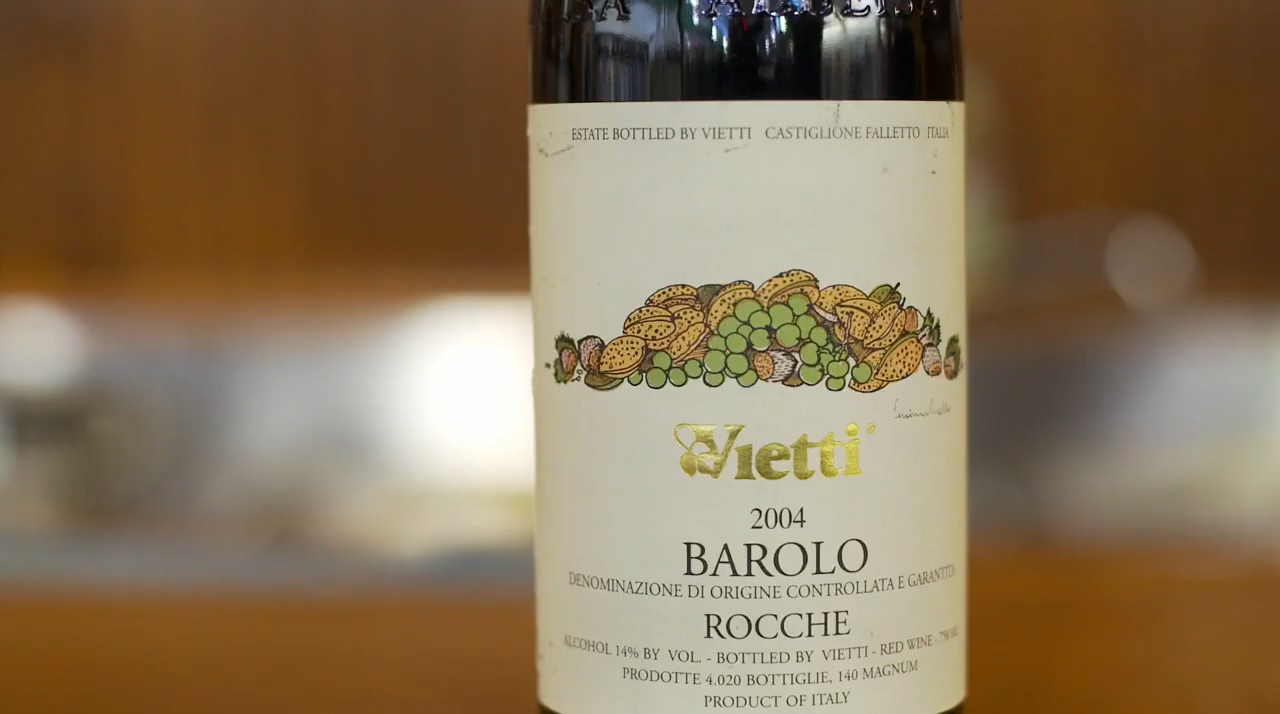 ESTATE BOTTLED BY VIETTI CASTIGLIONE FALLETTO ITALIA
Vietti
2004
BAROLO
DENOMINAZIONE DI ORIGINE CONTROLLATA E GARANTITA
ROCCHE
ALCOHOL 14% BY VOL. - BOTTLED BY VIETTI - RED WINE - 750 ML
PRODOTTE 4.020 BOTTIGLIE, 140 MAGNUM
PRODUCT OF ITALY